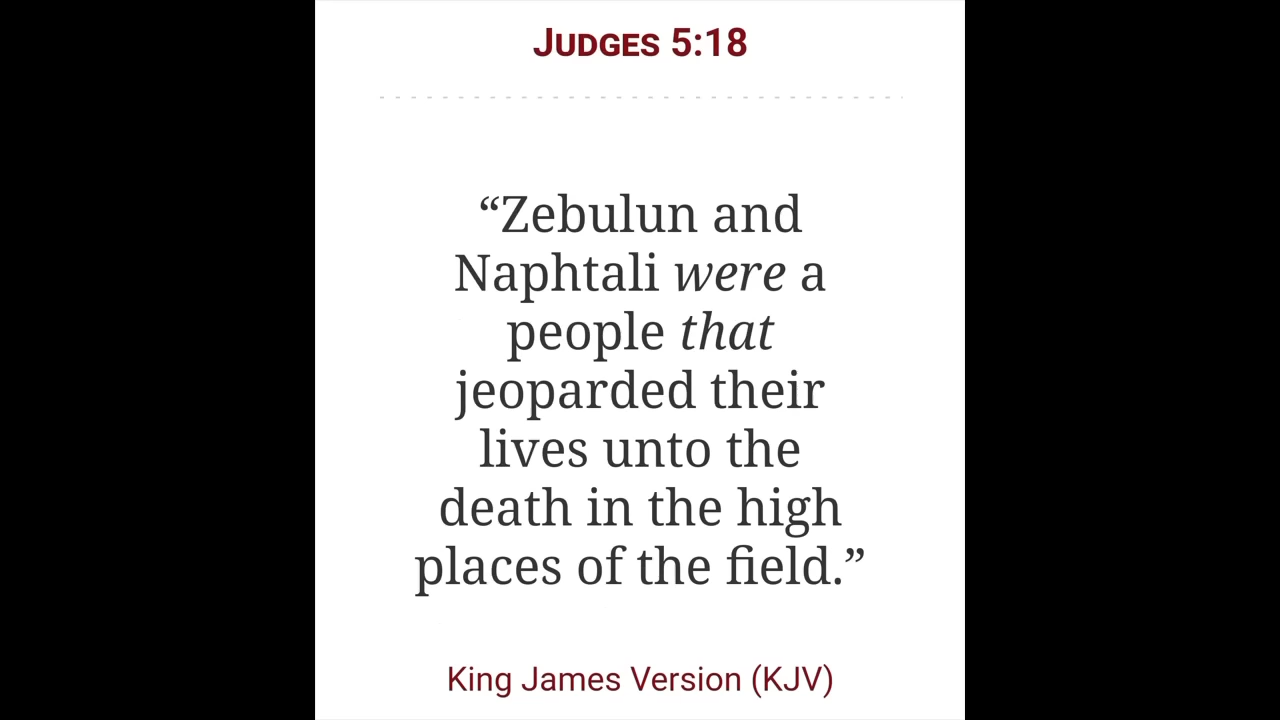 JUDGES 5:18
“Zebulun and
Naphtali were a
people that
jeoparded their
lives unto the
death in the high
places of the field.”
King James Version (KJV)